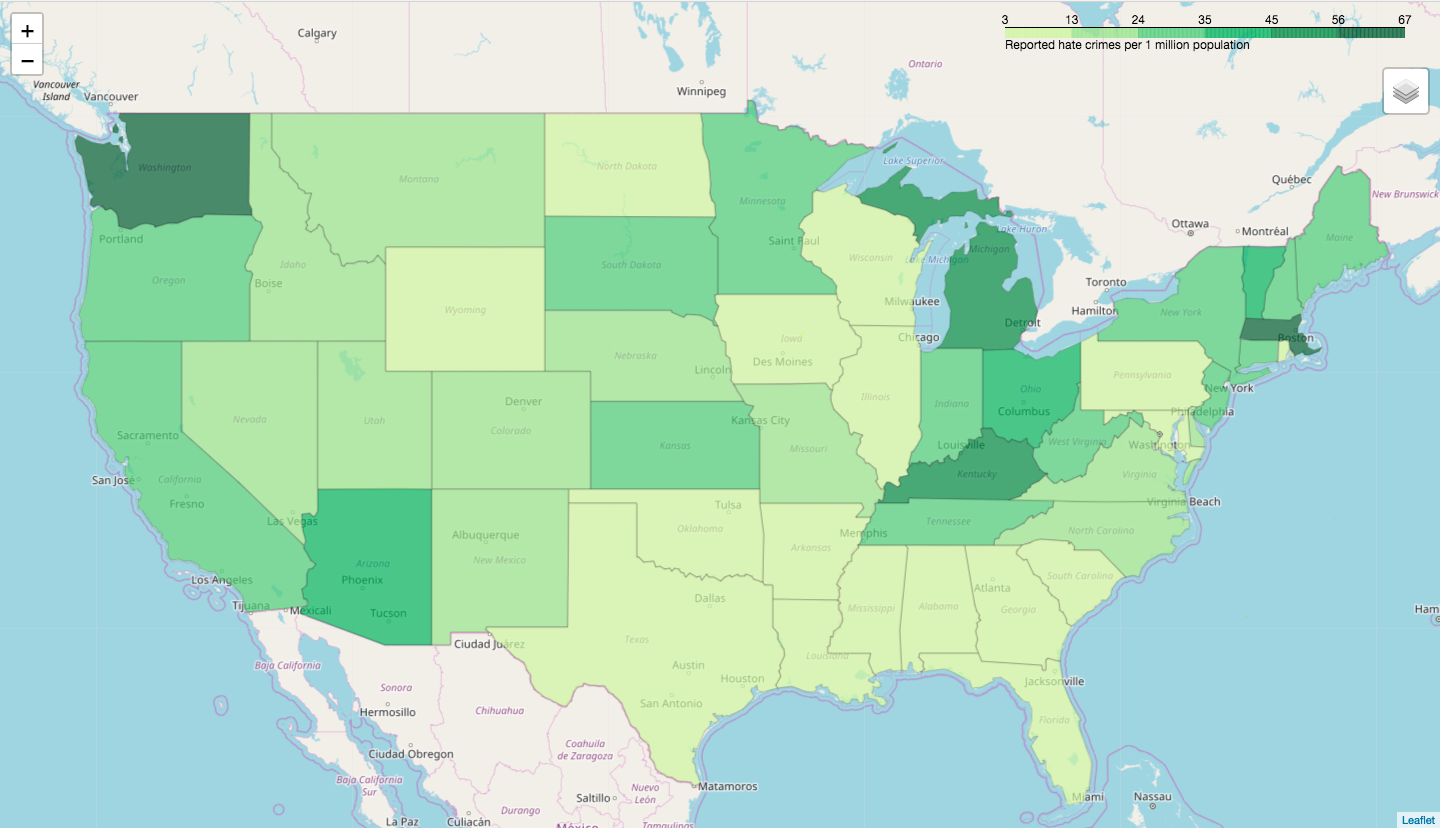 +
−
3 13 24 35 45 56 67
Reported hate crimes per 1 million population
Calgary
Ontario
Vancouver
Island
Vancouver
Winnipeg
Lake Superior
Québec
New Brunswick
Washington
North Dakota
Montana
Minnesota
Ottawa
Montréal
Portland
Saint Paul
Lake Huron
Maine
Michigan
Wisconsin
Lake Michigan
Idaho
South Dakota
Oregon
Boise
Toronto
Milwaukee
Wyoming
Hamilton
New York
Detroit
Iowa
Chicago
Boston
Nebraska
Des Moines
Lincoln
Pennsylvania
Ohio
New York
Denver
Illinois
Indiana
Columbus
Philadelphia
Nevada
Utah
Colorado
Kansas City
Sacramento
Kansas
Missouri
Louisville
West Virginia
Washington
San José
California
Kentucky
Virginia
Fresno
Virginia Beach
Las Vegas
Tulsa
Tennessee
Oklahoma
Memphis
North Carolina
Albuquerque
New Mexico
Arkansas
Arizona
Los Angeles
Phoenix
South Carolina
Atlanta
Tijuana
Mexicali
Tucson
Dallas
Mississippi
Alabama
Georgia
Ham
Ciudad Juárez
Texas
Louisiana
Baja California
Austin
Jacksonville
Sonora
Houston
San Antonio
Hermosillo
Chihuahua
Florida
Coahuila
de Zaragoza
Ciudad Obregon
Baja California
Sur
Nuevo
León
Matamoros
Saltillo
Miami
Nassau
Durango
La Paz
Culiacán
México
Tamaulipas
Leaflet